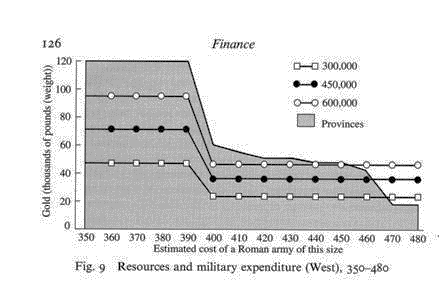 126
Finance
300,000
450,000
600,000
Provinces
Gold (thousands of pounds (weight))
120
100
80
60
40
20
0
350 360 370 380 390 400 410 420 430 440 450 460 470 480
Estimated cost of a Roman army of this size
Fig. 9 Resources and military expenditure (West), 350–480